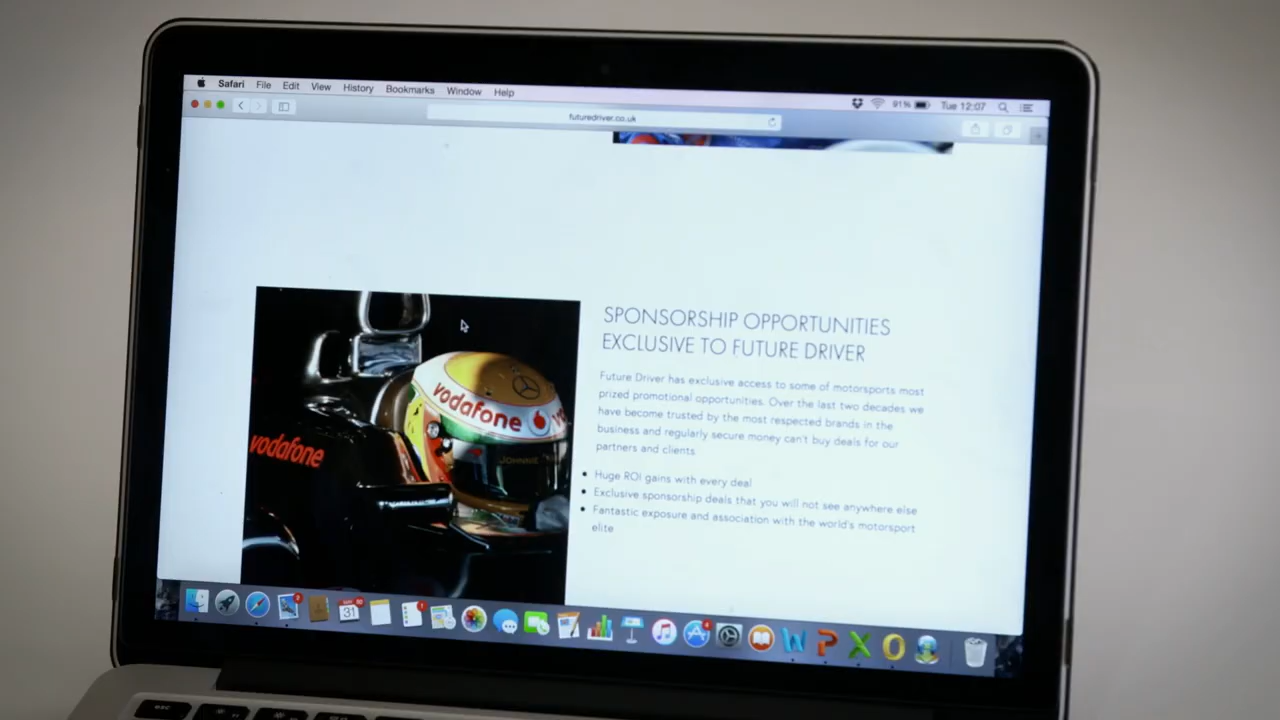 Safari File Edit View History Bookmarks Window Help
91% Tue 12:07
futuredriver.co.uk
SPONSORSHIP OPPORTUNITIES
EXCLUSIVE TO FUTURE DRIVER
Future Driver has exclusive access to some of motorsports most
prized promotional opportunities. Over the last two decades we
have become trusted by the most respected brands in the
business and regularly secure money can't buy deals for our
partners and clients
Huge ROI gains with every deal
Exclusive sponsorship deals that you will not see anywhere else
Fantastic exposure and association with the world's motorsport
elite
vodafone
JOHNNIE
vodafone
31
esc